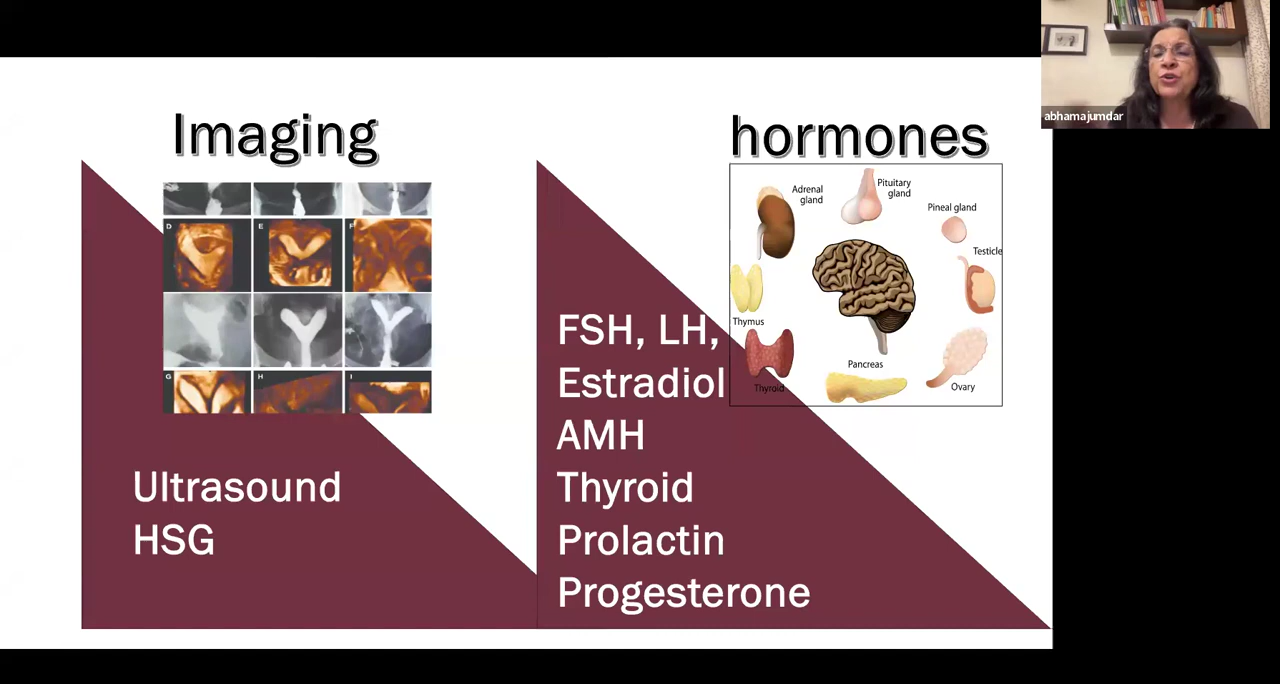 Imaging
D
E
F
G
H
I
Ultrasound
HSG
hormones
Adrenal
gland
Pituitary
gland
Pineal gland
Testicle
Thymus
Pancreas
Thyroid
Ovary
FSH, LH,
Estradiol
AMH
Thyroid
Prolactin
Progesterone
abhamajumdar